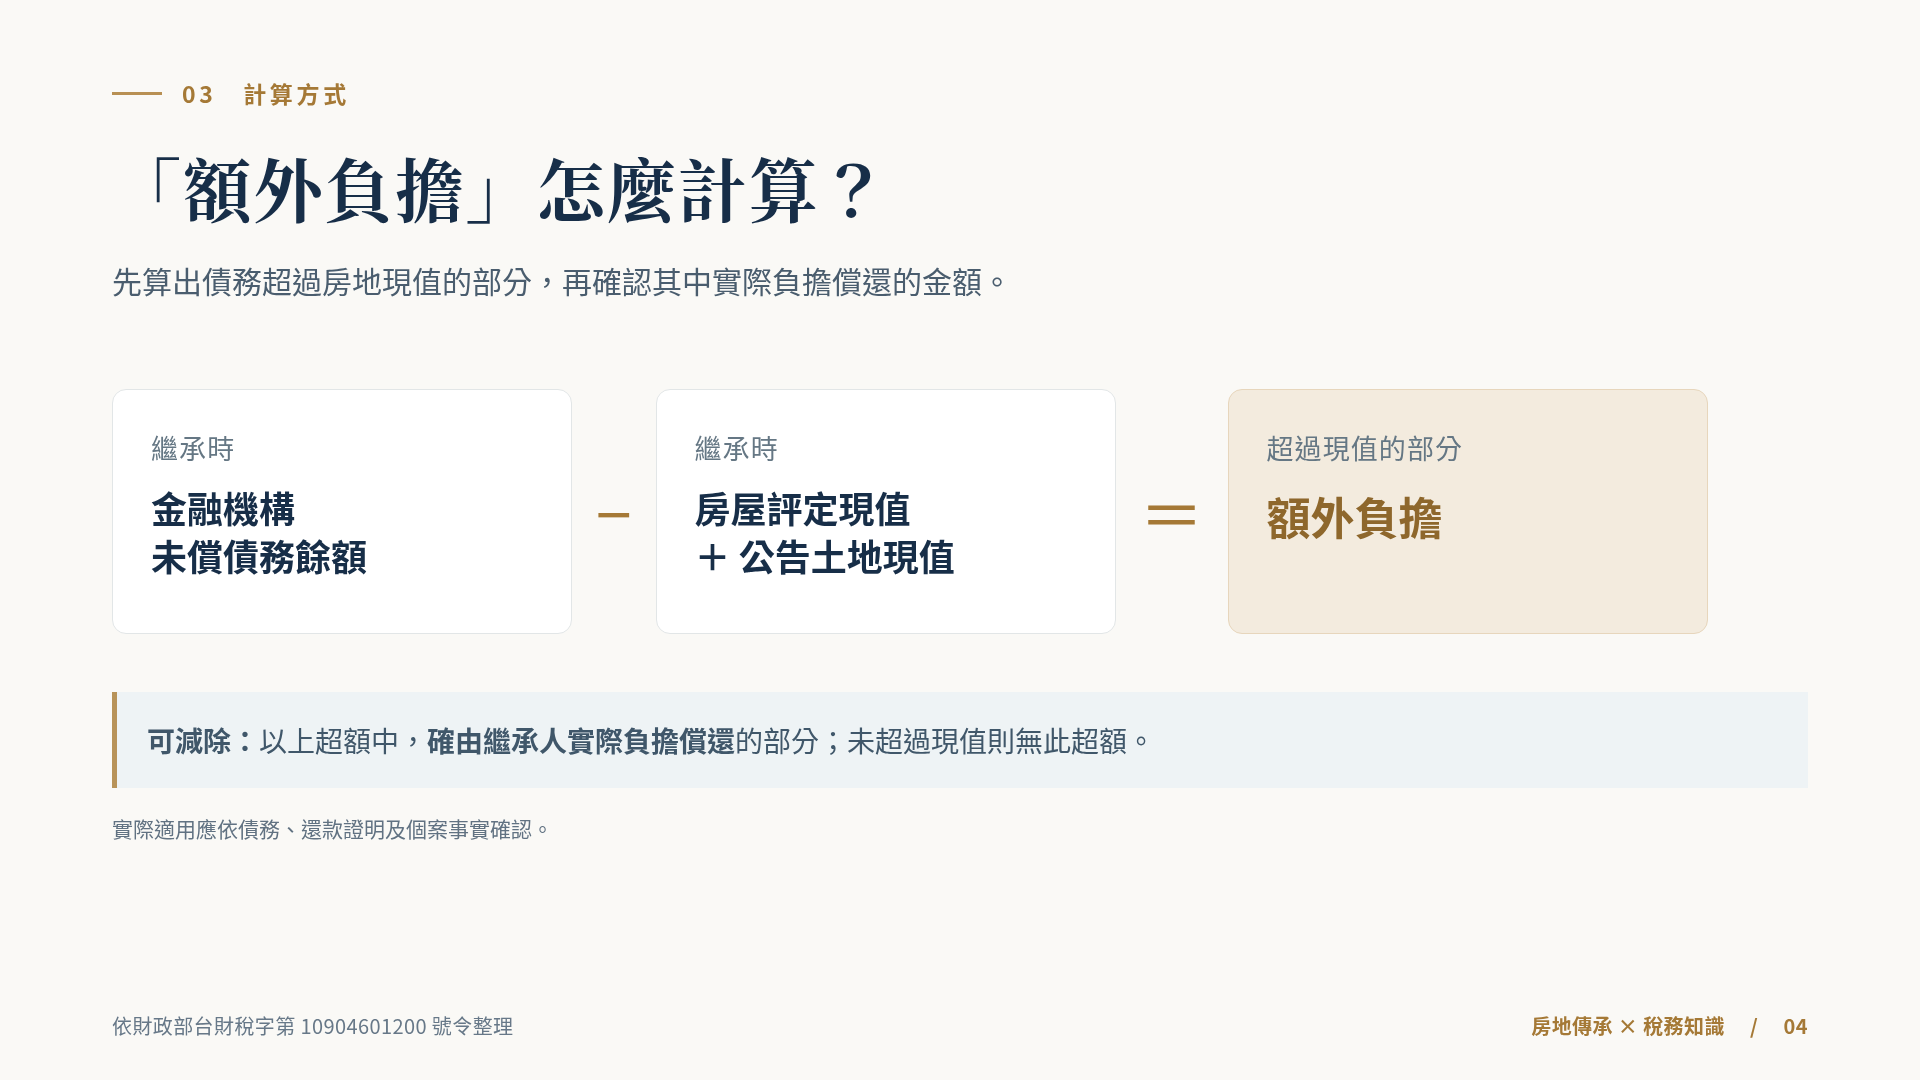 03 計算方式
「額外負擔」怎麼計算？
先算出債務超過房地現值的部分，再確認其中實際負擔償還的金額。
繼承時
金融機構
未償債務餘額
−
繼承時
房屋評定現值
＋ 公告土地現值
＝
超過現值的部分
額外負擔
可減除：以上超額中，確由繼承人實際負擔償還的部分；未超過現值則無此超額。
實際適用應依債務、還款證明及個案事實確認。
依財政部台財稅字第 10904601200 號令整理
房地傳承 × 稅務知識 / 04